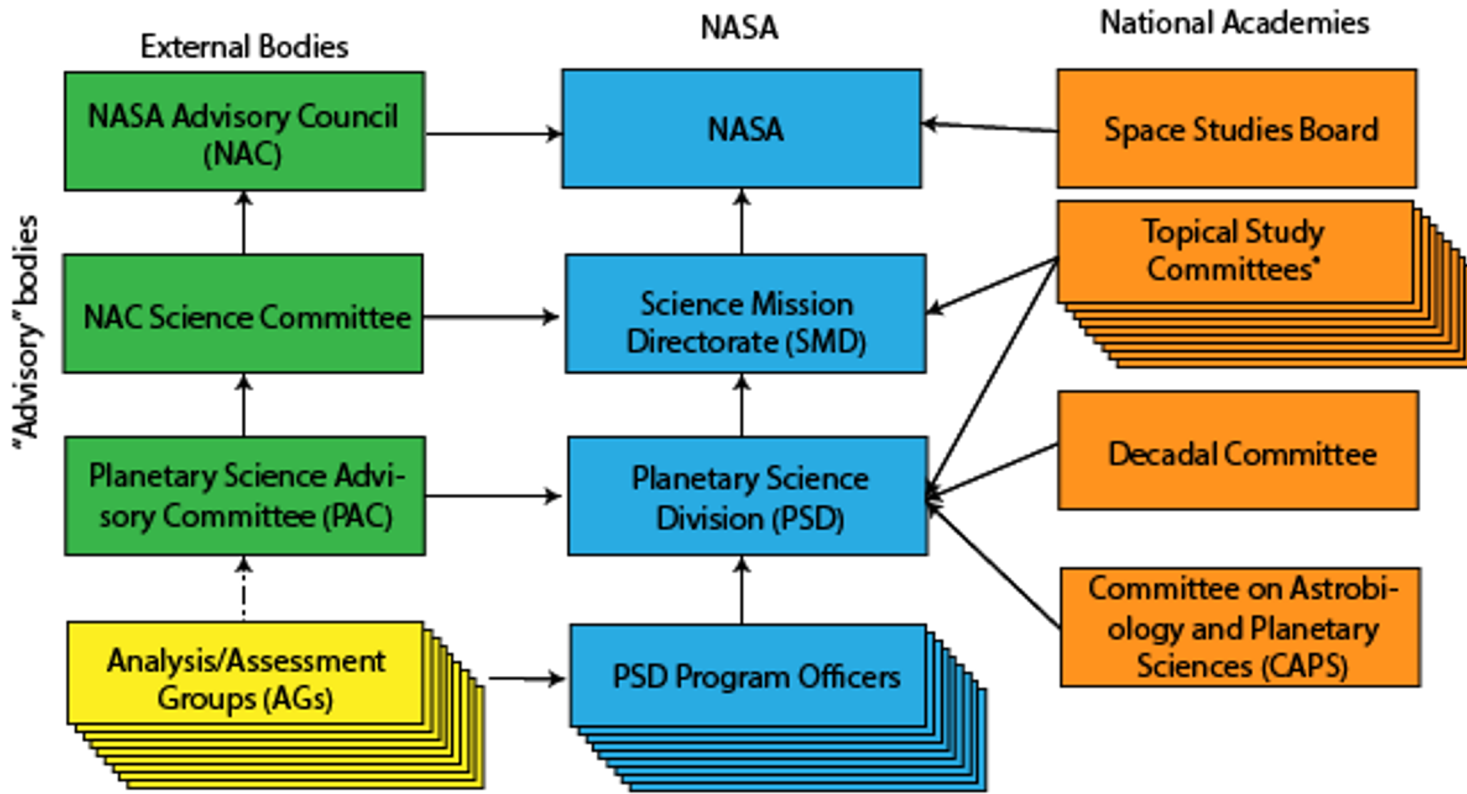 External Bodies
NASA
National Academies
"Advisory" bodies
NASA Advisory Council
(NAC)
NASA
Space Studies Board
Topical Study
Committees*
NAC Science Committee
Science Mission
Directorate (SMD)
Decadal Committee
Planetary Science Advi-
sory Committee (PAC)
Planetary Science
Division (PSD)
Committee on Astrobi-
ology and Planetary
Sciences (CAPS)
Analysis/Assessment
Groups (AGs)
PSD Program Officers